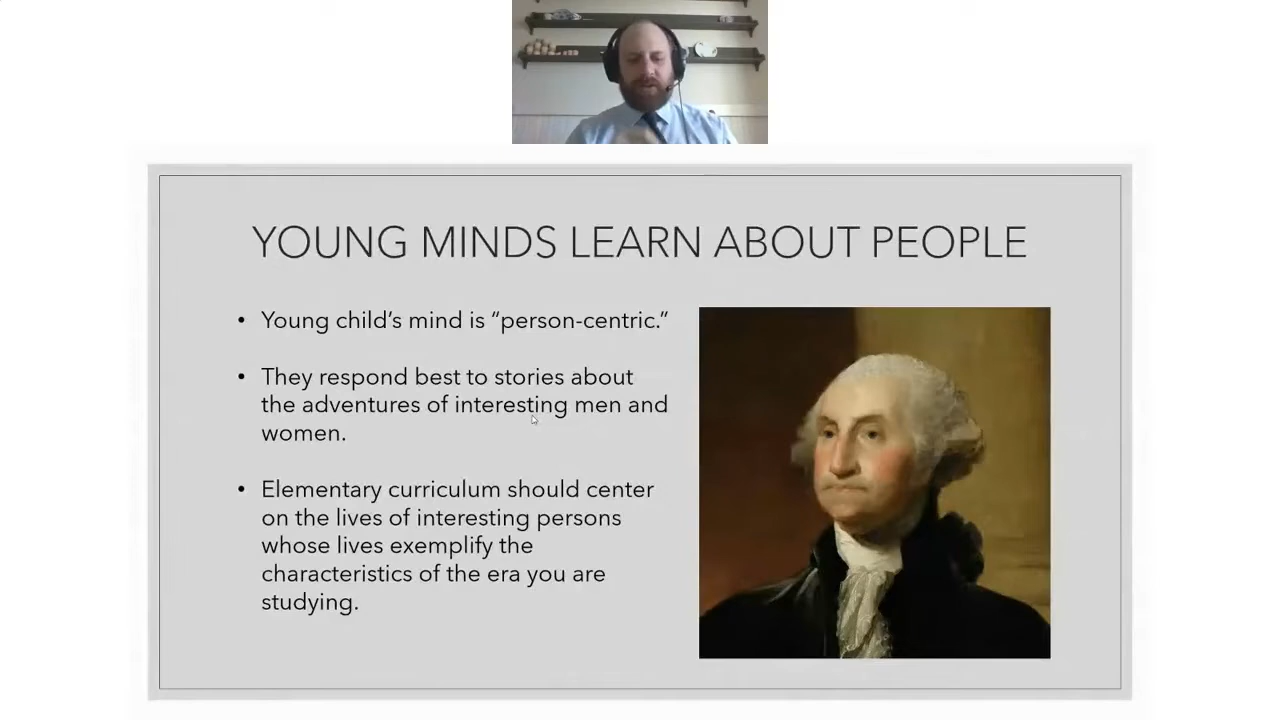 YOUNG MINDS LEARN ABOUT PEOPLE
• Young child’s mind is “person-centric.”
• They respond best to stories about
the adventures of interesting men and
women.
• Elementary curriculum should center
on the lives of interesting persons
whose lives exemplify the
characteristics of the era you are
studying.